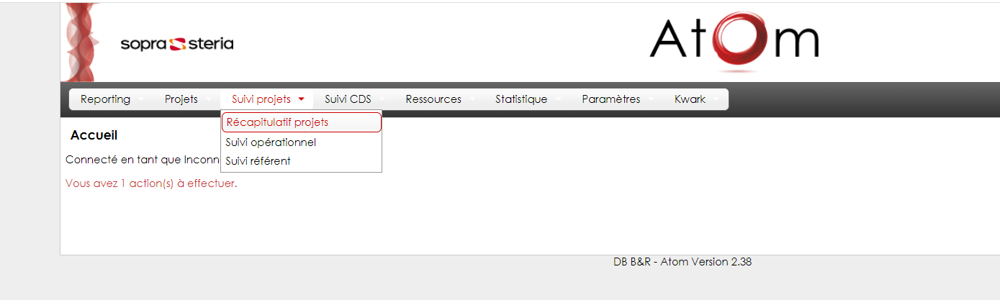 sopra steria
AtOm
Reporting Projets Suivi projets Suivi CDS Ressources Statistique Paramètres Kwark
Récapitulatif projets
Suivi opérationnel
Suivi référent
Accueil
Connecté en tant que Inconn
Vous avez 1 action(s) à effectuer.
DB B&R - Atom Version 2.38